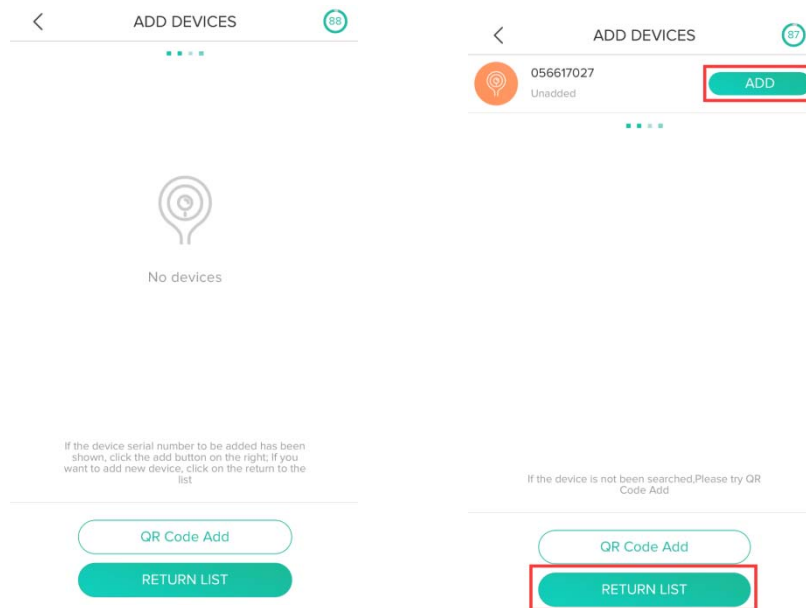 ADD DEVICES
88
No devices
If the device serial number to be added has been
shown, click the add button on the right; If you
want to add new device, click on the return to the
list
QR Code Add
RETURN LIST
ADD DEVICES
87
056617027
Unadded
ADD
If the device is not been searched,Please try QR
Code Add
QR Code Add
RETURN LIST